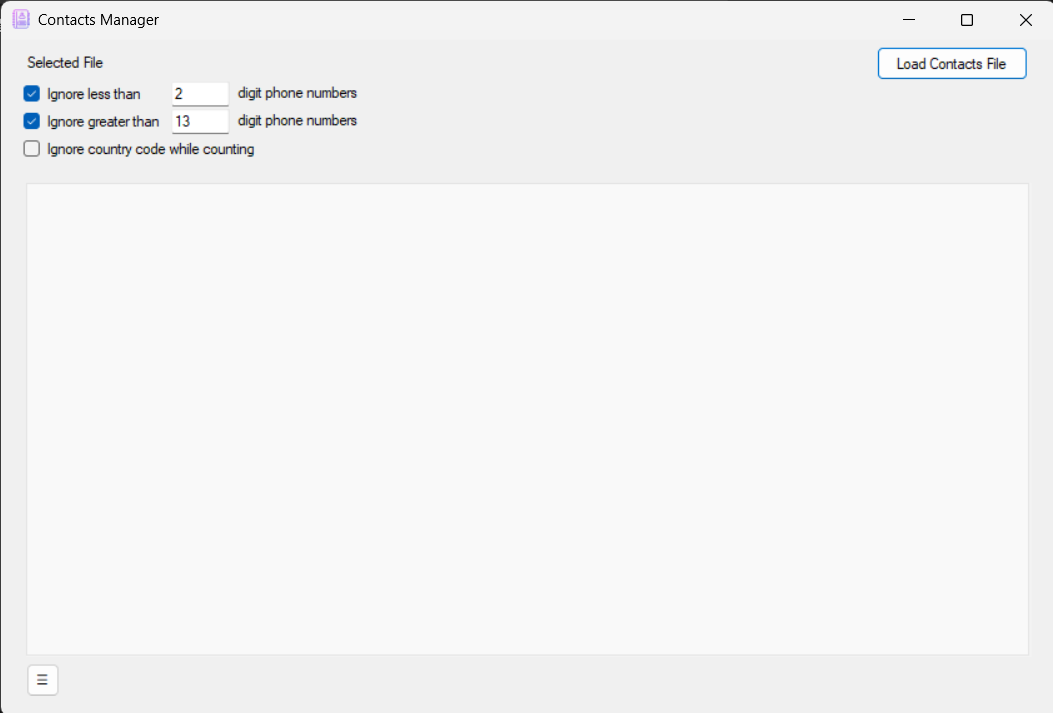 Contacts Manager
Selected File
Load Contacts File
Ignore less than 2 digit phone numbers
Ignore greater than 13 digit phone numbers
Ignore country code while counting